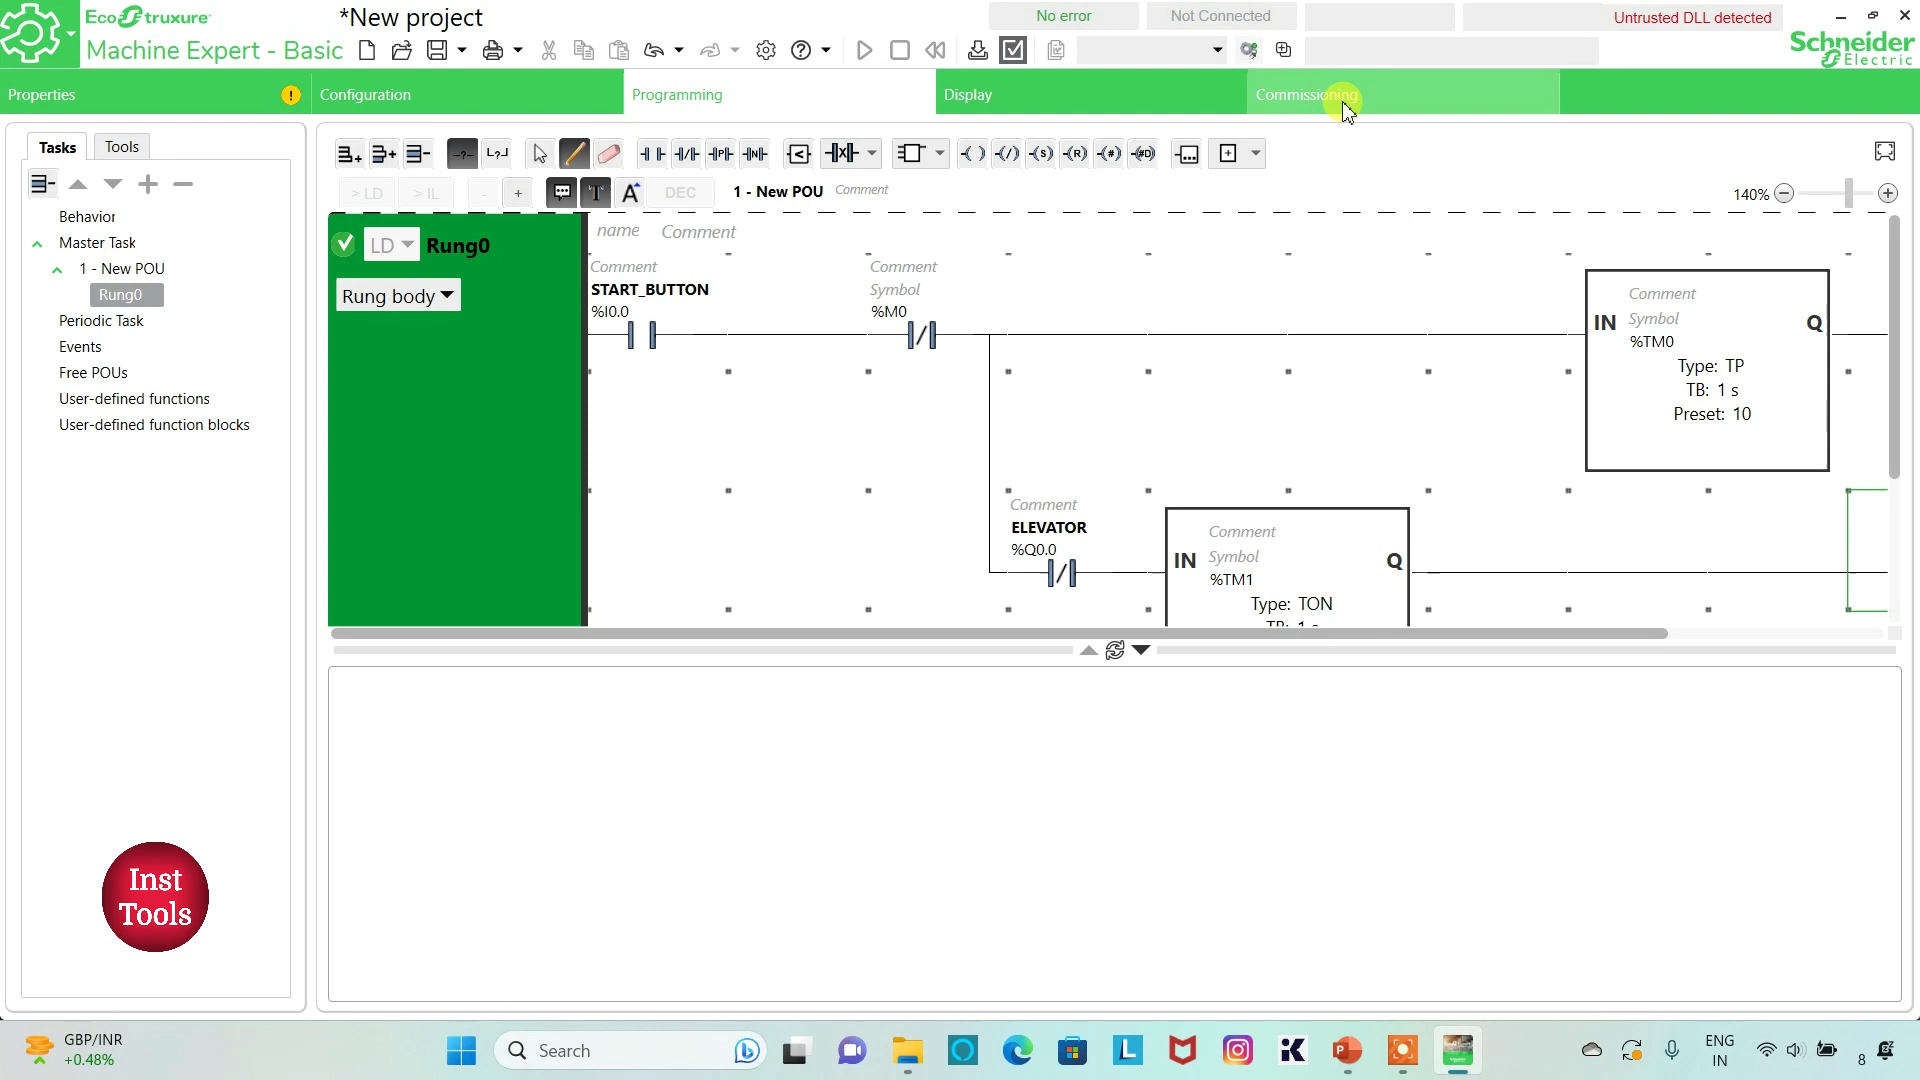 EcoStruxure
Machine Expert - Basic
*New project
No error
Not Connected
Untrusted DLL detected
Schneider
Electric
Properties
Configuration
Programming
Display
Commissioning
Tasks
Tools
> LD
> IL
-
+
DEC
1 - New POU
Comment
140%
Behavior
Master Task
1 - New POU
Rung0
Periodic Task
Events
Free POUs
User-defined functions
User-defined function blocks
LD
Rung0
name
Comment
Rung body
Comment
START_BUTTON
%I0.0
Comment
Symbol
%M0
Comment
IN
Symbol
Q
%TM0
Type: TP
TB: 1 s
Preset: 10
Comment
ELEVATOR
%Q0.0
Comment
IN
Symbol
Q
%TM1
Type: TON
TB: 1 s
Inst
Tools
GBP/INR
+0.48%
Search
ENG
IN
8